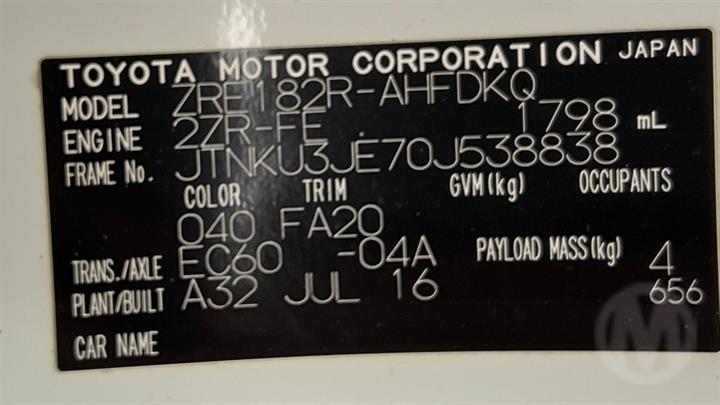 TOYOTA MOTOR CORPORATION JAPAN
MODEL ZRE182R-AHFDKQ
ENGINE 2ZR-FE 1798 mL
FRAME No. JTNKU3JE70J538838
COLOR TRIM GVM(kg) OCCUPANTS
040 FA20
TRANS./AXLE EC60 -04A PAYLOAD MASS(kg) 4
PLANT/BUILT A32 JUL 16 656
CAR NAME
M